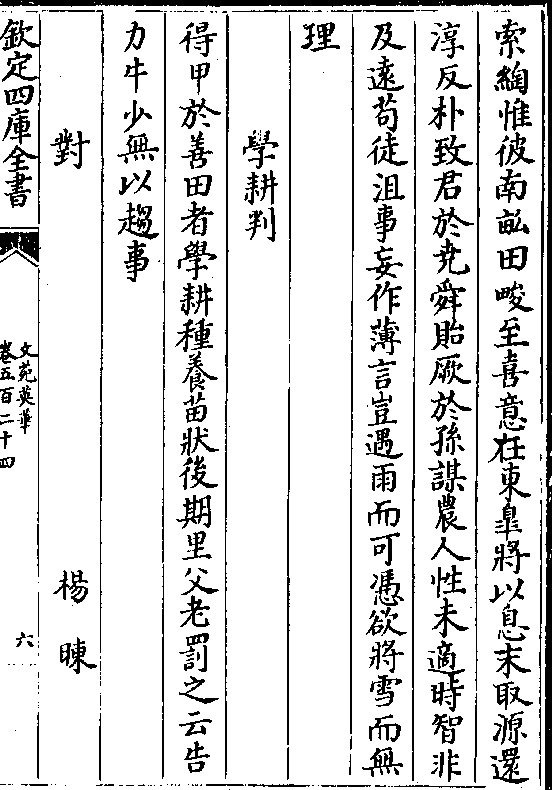 索綯惟彼南畝田畯至喜意在東臯將以息末取源還
淳反朴致君於堯舜貽厥於孫謀農人性未適時智非
及遠苟徒沮事妄作薄言豈遇雨而可憑欲將雪而無
理
學耕判
得甲於善田者學耕種養苗狀後期里父老罰之云告
力牛少無以趨事
對 楊暕
欽定四庫全書
文苑英華
卷五百二十四
六